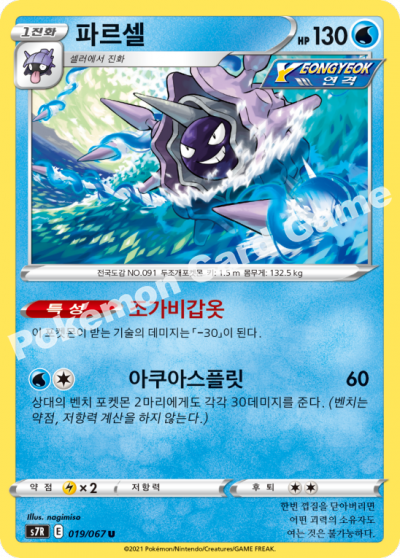 1진화
파르셀
HP 130
셀러에서 진화
YEONGYEOK
연격
전국도감 NO.091 두조개포켓몬 키: 1.5 m 몸무게: 132.5 kg
특성 조가비갑옷
이 포켓몬이 받는 기술의 데미지는 「-30」이 된다.
아쿠아스플릿 60
상대의 벤치 포켓몬 2마리에게도 각각 30데미지를 준다. (벤치는
약점, 저항력 계산을 하지 않는다.)
약점 ×2 저항력 후퇴
Illus. nagimiso
s7R E 019/067 U
한번 껍질을 닫아버리면
어떤 괴력의 소유자도
여는 것은 불가능하다.
©2021 Pokémon/Nintendo/Creatures/GAME FREAK.
Pokemon Card Game